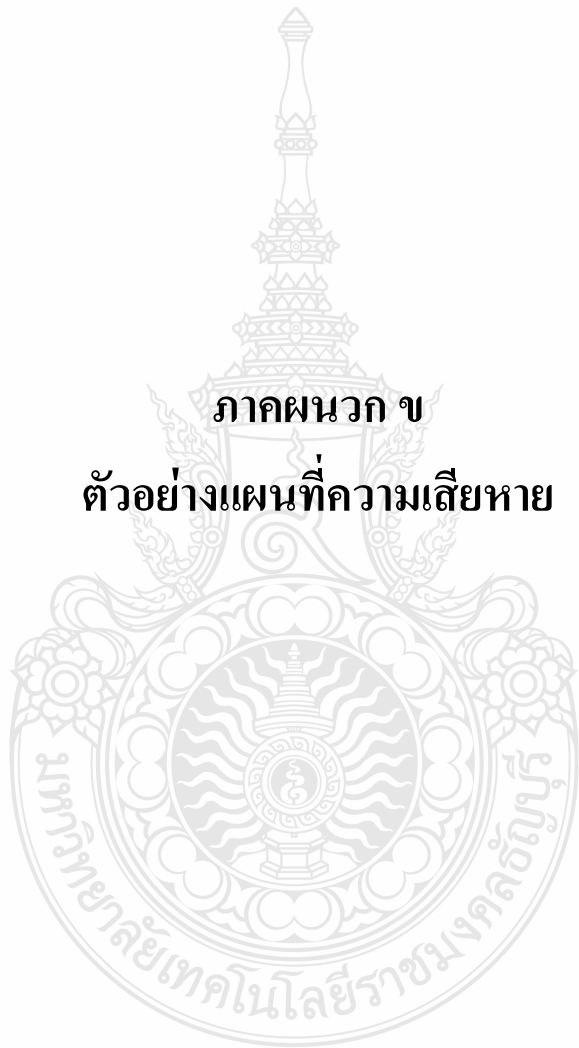 ภาคผนวก ข
ตัวอย่างแผนที่ความเสียหาย
มหาวิทยาลัยเทคโนโลยีราชมงคลธัญบุรี